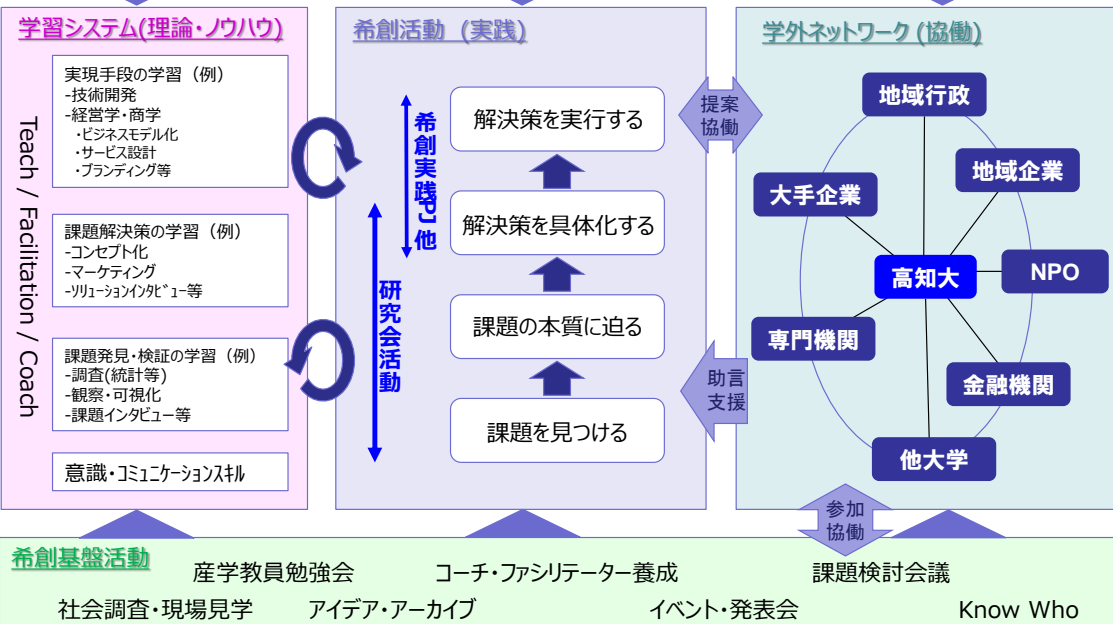 学習システム(理論・ノウハウ)
実現手段の学習（例）
-技術開発
-経営学・商学
・ビジネスモデル化
・サービス設計
・ブランディング等
課題解決策の学習（例）
-コンセプト化
-マーケティング
-ソリューションインタビュー等
課題発見・検証の学習（例）
-調査(統計等)
-観察・可視化
-課題インタビュー等
意識・コミュニケーションスキル
Teach / Facilitation / Coach
希創活動 (実践)
希創実践PJ他
研究会活動
解決策を実行する
解決策を具体化する
課題の本質に迫る
課題を見つける
提案
協働
助言
支援
学外ネットワーク (協働)
地域行政
地域企業
大手企業
高知大
NPO
専門機関
金融機関
他大学
参加
協働
希創基盤活動
産学教員勉強会
コーチ・ファシリテーター養成
課題検討会議
社会調査・現場見学
アイデア・アーカイブ
イベント・発表会
Know Who